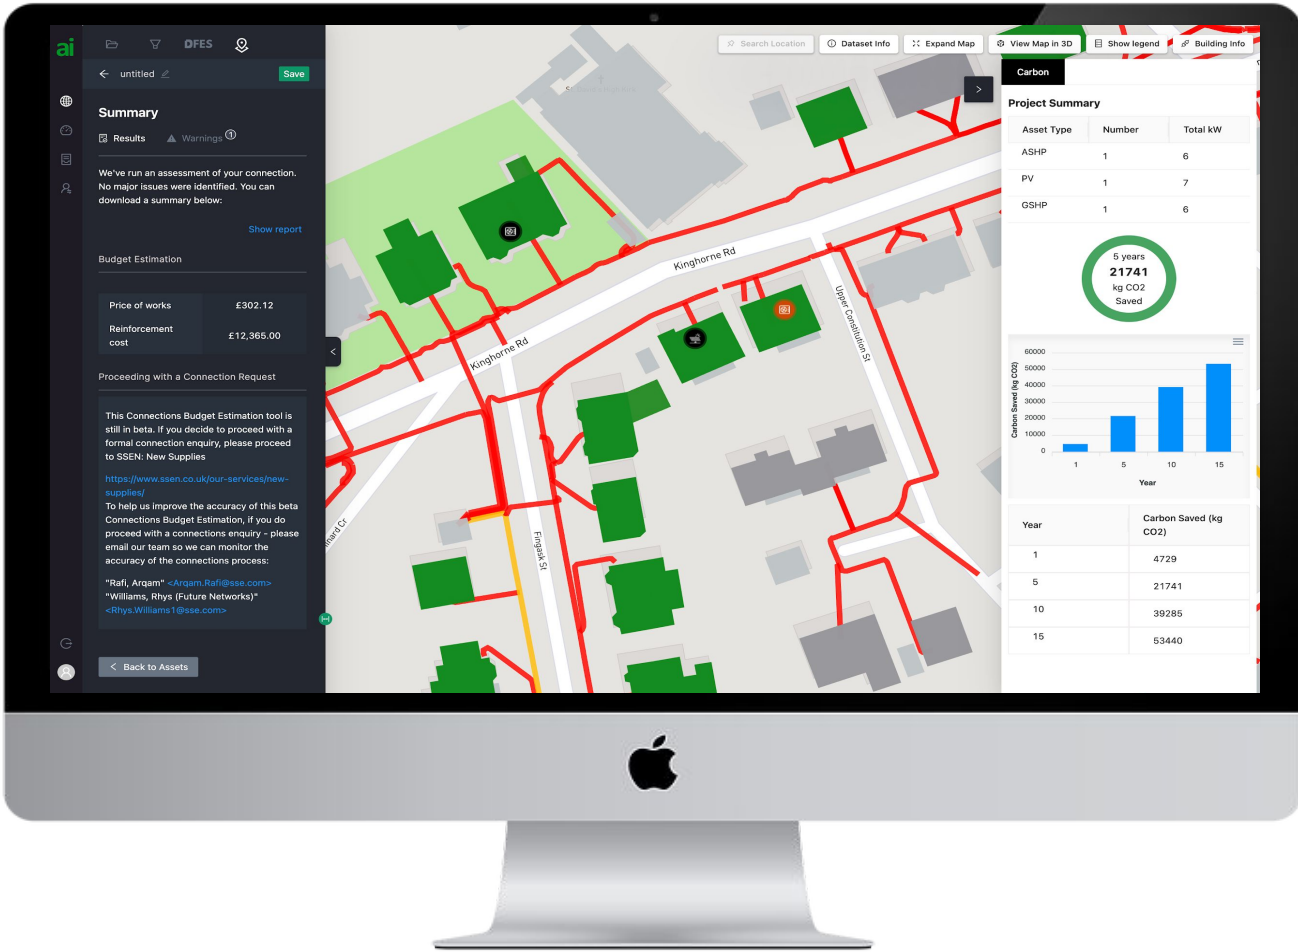 ai
DFES
untitled
Save
Summary
Results
Warnings
1
We've run an assessment of your connection.
No major issues were identified. You can
download a summary below:
Show report
Budget Estimation
Price of works £302.12
Reinforcement
cost
£12,365.00
Proceeding with a Connection Request
This Connections Budget Estimation tool is
still in beta. If you decide to proceed with a
formal connection enquiry, please proceed
to SSEN: New Supplies
https://www.ssen.co.uk/our-services/new-
supplies/
To help us improve the accuracy of this beta
Connections Budget Estimation, if you do
proceed with a connections enquiry - please
email our team so we can monitor the
accuracy of the connections process:
"Rafi, Arqam" <Arqam.Rafi@sse.com>
"Williams, Rhys (Future Networks)"
<Rhys.Williams1@sse.com>
Back to Assets
Search Location
Dataset Info
Expand Map
View Map in 3D
Show legend
Building Info
Kinghorne Rd
Kinghorne Rd
Upper Constitution St
Fingask St
Carbon
Project Summary
Asset Type Number Total kW
ASHP 1 6
PV 1 7
GSHP 1 6
5 years
21741
kg CO2
Saved
Carbon Saved (kg CO2)
60000
50000
40000
30000
20000
10000
0
1 5 10 15
Year
Year Carbon Saved (kg
CO2)
1 4729
5 21741
10 39285
15 53440